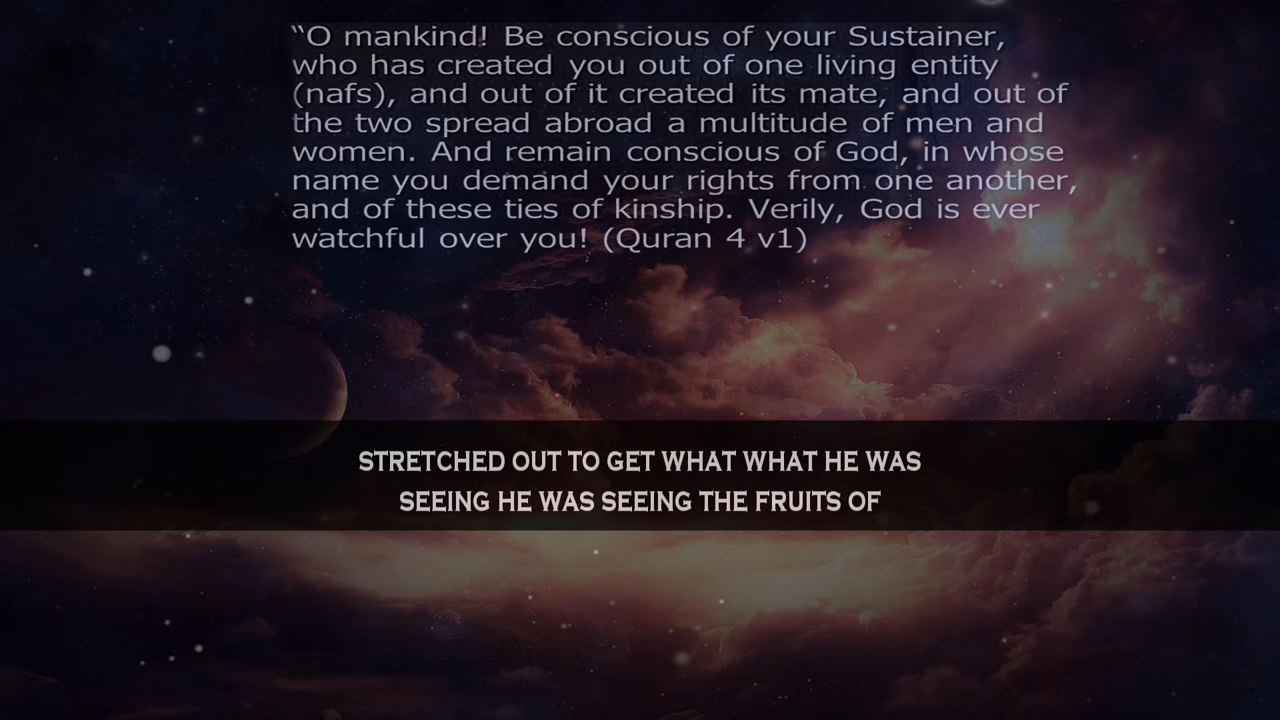 “O mankind! Be conscious of your Sustainer,
who has created you out of one living entity
(nafs), and out of it created its mate, and out of
the two spread abroad a multitude of men and
women. And remain conscious of God, in whose
name you demand your rights from one another,
and of these ties of kinship. Verily, God is ever
watchful over you! (Quran 4 v1)
STRETCHED OUT TO GET WHAT WHAT HE WAS
SEEING HE WAS SEEING THE FRUITS OF